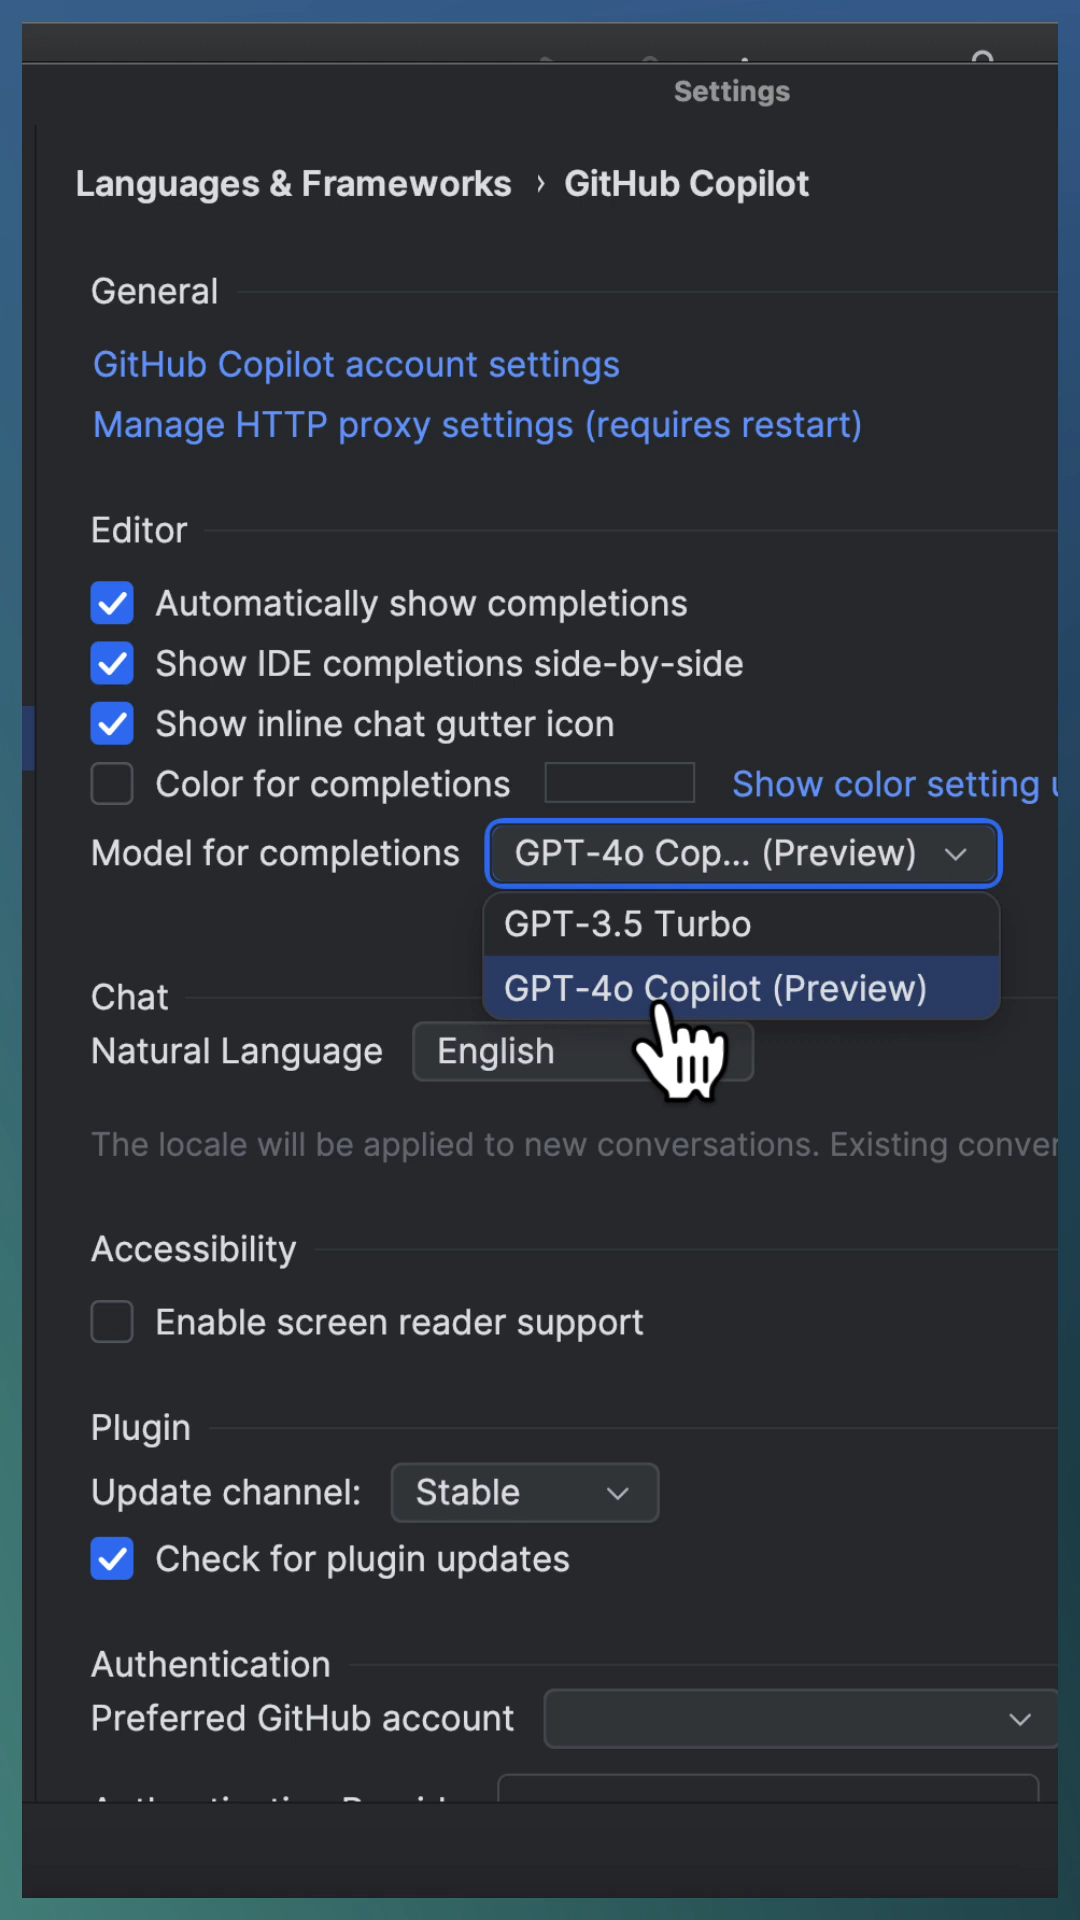 Settings
Languages & Frameworks › GitHub Copilot
General
GitHub Copilot account settings
Manage HTTP proxy settings (requires restart)
Editor
Automatically show completions
Show IDE completions side-by-side
Show inline chat gutter icon
Color for completions Show color setting
Model for completions GPT-4o Cop... (Preview)
GPT-3.5 Turbo
GPT-4o Copilot (Preview)
Chat
Natural Language English
The locale will be applied to new conversations. Existing
Accessibility
Enable screen reader support
Plugin
Update channel: Stable
Check for plugin updates
Authentication
Preferred GitHub account